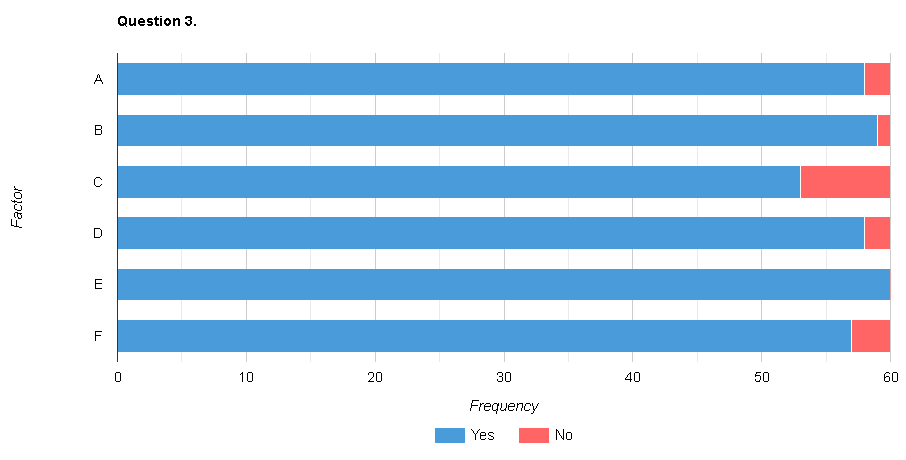 Question 3.
A
B
C
D
E
F
Factor
0 10 20 30 40 50 60
Frequency
Yes No